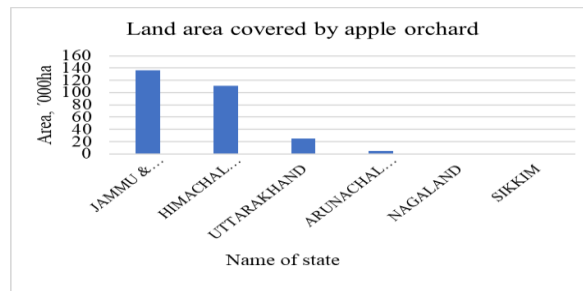 Land area covered by apple orchard
Area, ´000ha
160
140
120
100
80
60
40
20
0
JAMMU &...
HIMACHAL...
UTTARAKHAND
ARUNACHAL...
NAGALAND
SIKKIM
Name of state